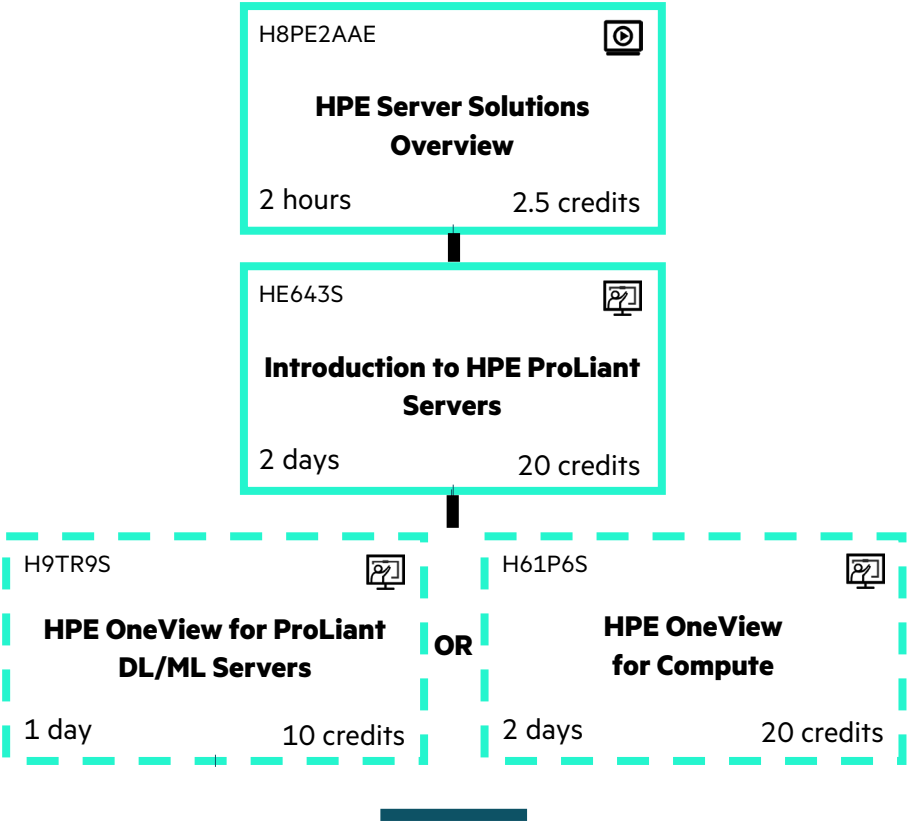 H8PE2AAE
HPE Server Solutions
Overview
2 hours
2.5 credits
HE643S
Introduction to HPE ProLiant
Servers
2 days
20 credits
H9TR9S
HPE OneView for ProLiant
DL/ML Servers
1 day
10 credits
OR
H61P6S
HPE OneView
for Compute
2 days
20 credits